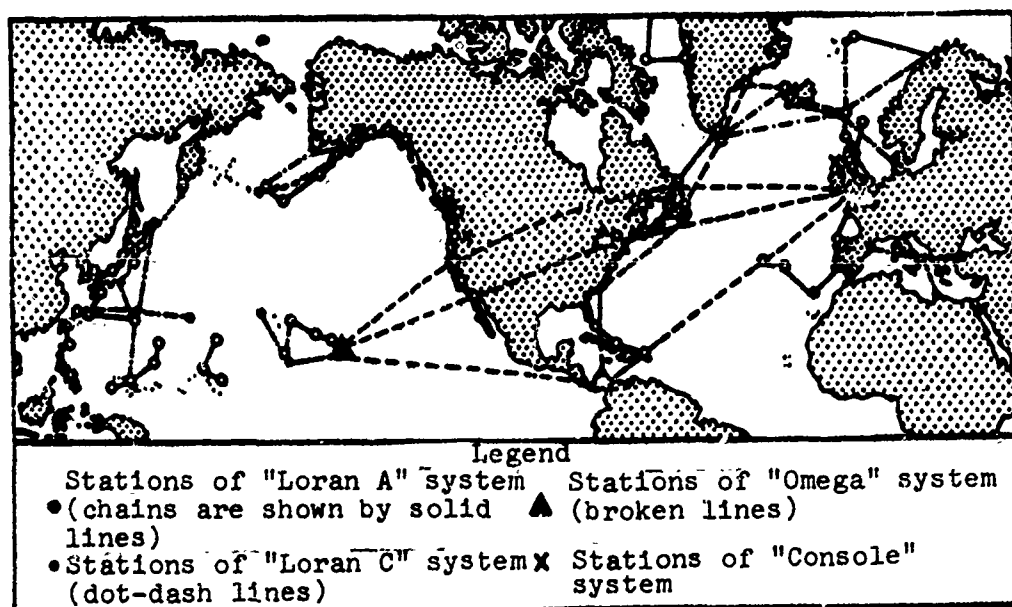 Legend
Stations of "Loran A" system
(chains are shown by solid
lines)
Stations of "Loran C" system
(dot-dash lines)
Stations of "Omega" system
(broken lines)
Stations of "Console"
system